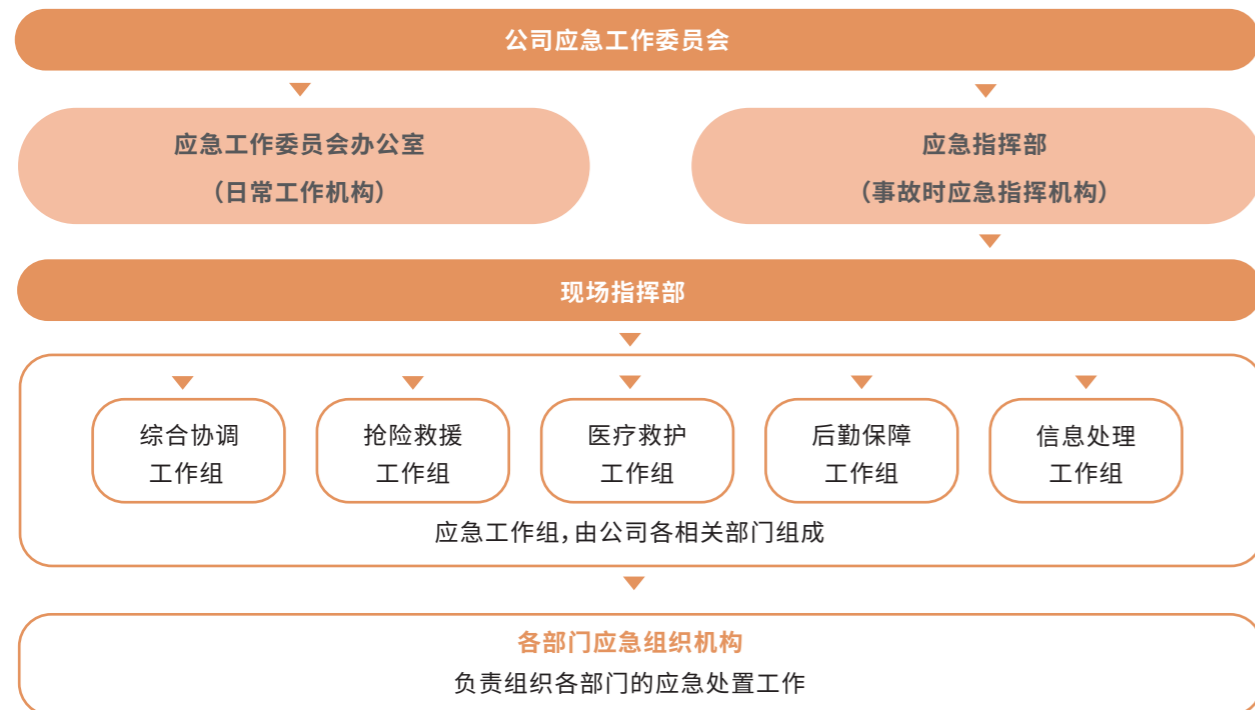 公司应急工作委员会
应急工作委员会办公室
（日常工作机构）
应急指挥部
（事故时应急指挥机构）
现场指挥部
综合协调
工作组
抢险救援
工作组
医疗救护
工作组
后勤保障
工作组
信息处理
工作组
应急工作组，由公司各相关部门组成
各部门应急组织机构
负责组织各部门的应急处置工作